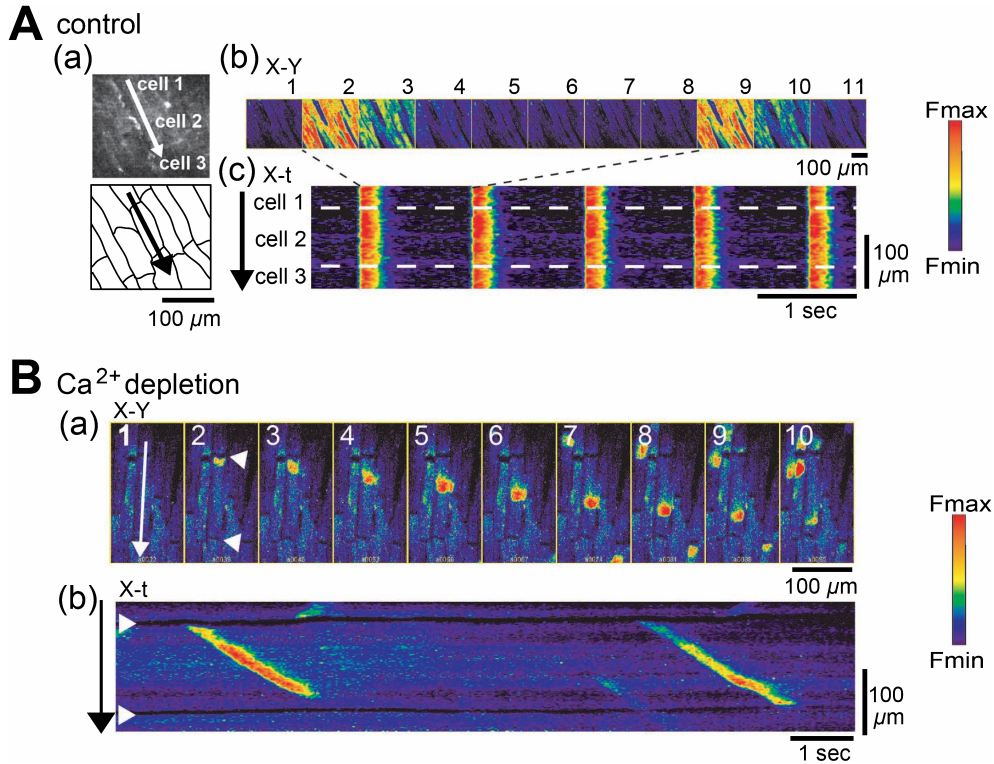 A control
(a)
cell 1
cell 2
cell 3
100 µm
(b)
X-Y
1 2 3 4 5 6 7 8 9 10 11
100 µm
(c)
X-t
cell 1
cell 2
cell 3
100
µm
1 sec
Fmax
Fmin
B Ca2+ depletion
(a)
X-Y
1 2 3 4 5 6 7 8 9 10
100 µm
(b)
X-t
100
µm
1 sec
Fmax
Fmin